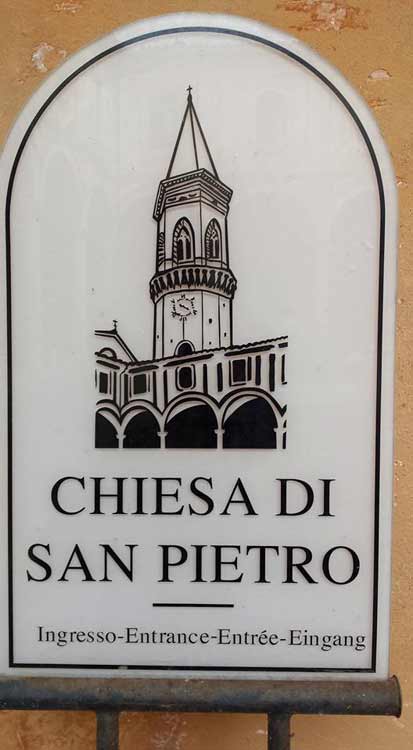 CHIESA DI
SAN PIETRO
Ingresso-Entrance-Entrée-Eingang